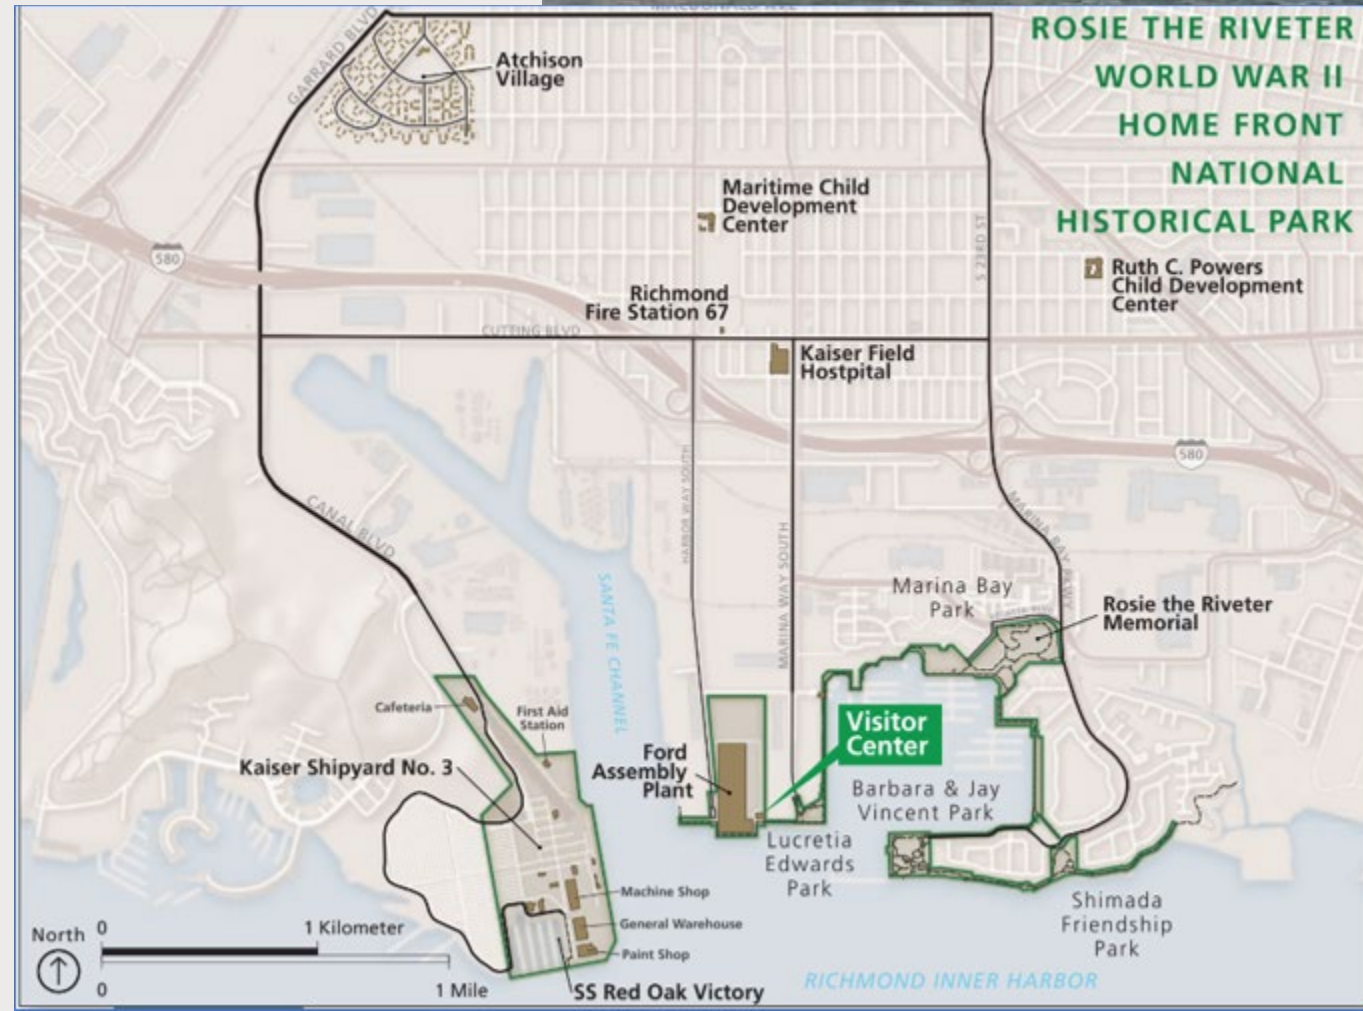 MACDONALD AVE
ROSIE THE RIVETER
WORLD WAR II
HOME FRONT
NATIONAL
HISTORICAL PARK
GARRARD BLVD
Atchison
Village
Maritime Child
Development
Center
S 23RD ST
580
Ruth C. Powers
Child Development
Center
Richmond
Fire Station 67
CUTTING BLVD
Kaiser Field
Hostpital
580
HARBOR WAY SOUTH
MARINA WAY SOUTH
MARINA BAY PKWY
CANAL BLVD
SANTA FE CHANNEL
Marina Bay
Park
Rosie the Riveter
Memorial
Cafeteria
First Aid
Station
Visitor
Center
Ford
Assembly
Plant
Kaiser Shipyard No. 3
Barbara & Jay
Vincent Park
Lucretia
Edwards
Park
Machine Shop
General Warehouse
Paint Shop
Shimada
Friendship
Park
North
0
1 Kilometer
0
1 Mile
SS Red Oak Victory
RICHMOND INNER HARBOR